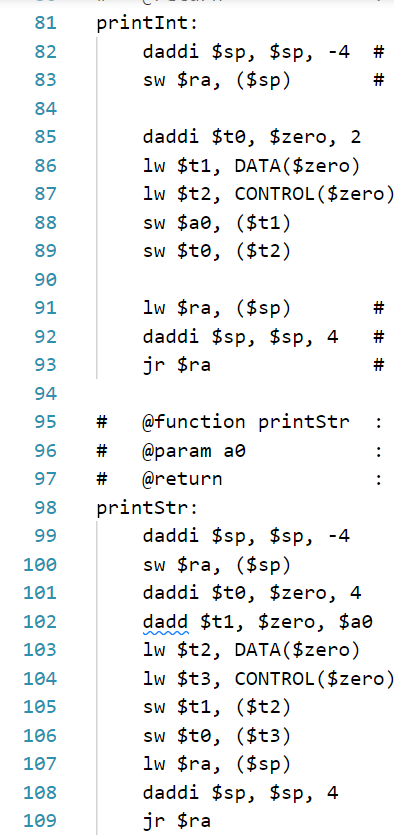 81 printInt:
82 daddi $sp, $sp, -4 #
83 sw $ra, ($sp) #
84
85 daddi $t0, $zero, 2
86 lw $t1, DATA($zero)
87 lw $t2, CONTROL($zero)
88 sw $a0, ($t1)
89 sw $t0, ($t2)
90
91 lw $ra, ($sp) #
92 daddi $sp, $sp, 4 #
93 jr $ra #
94
95 # @function printStr :
96 # @param a0 :
97 # @return :
98 printStr:
99 daddi $sp, $sp, -4
100 sw $ra, ($sp)
101 daddi $t0, $zero, 4
102 dadd $t1, $zero, $a0
103 lw $t2, DATA($zero)
104 lw $t3, CONTROL($zero)
105 sw $t1, ($t2)
106 sw $t0, ($t3)
107 lw $ra, ($sp)
108 daddi $sp, $sp, 4
109 jr $ra